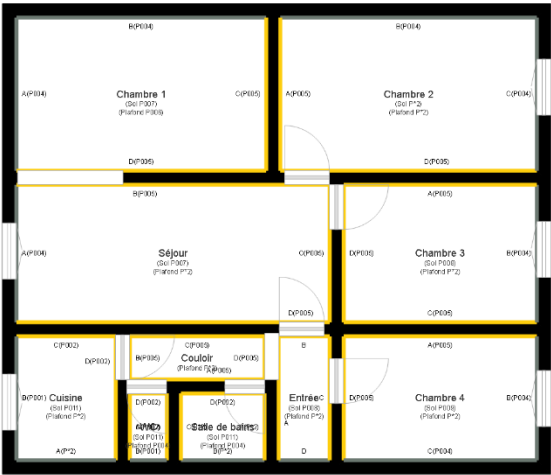 B(P004)
B(P004)
A(P004)
Chambre 1
(Sol P007)
(Plafond P006)
C(P005)
A(P005)
Chambre 2
(Sol P*2)
(Plafond P*2)
C(P004)
D(P005)
D(P005)
B(P005)
A(P005)
A(P004)
Séjour
(Sol P007)
(Plafond P*2)
C(P005)
D(P005)
Chambre 3
(Sol P008)
(Plafond P*2)
B(P004)
D(P005)
C(P005)
C(P002)
D(P002)
C(P005)
B(P005)
Couloir
D(P005)
B
A(P005)
D(P001)
Cuisine
(Sol P011)
(Plafond P*2)
D(P002)
D(P002)
Salle de bains
(Sol P011)
(Plafond P004)
Entrée
C
(Sol P008)
(Plafond P*2)
A
D(P005)
Chambre 4
(Sol P008)
(Plafond P*2)
B(P004)
A(P*2)
B(P001)
B(P*2)
D
C(P005)